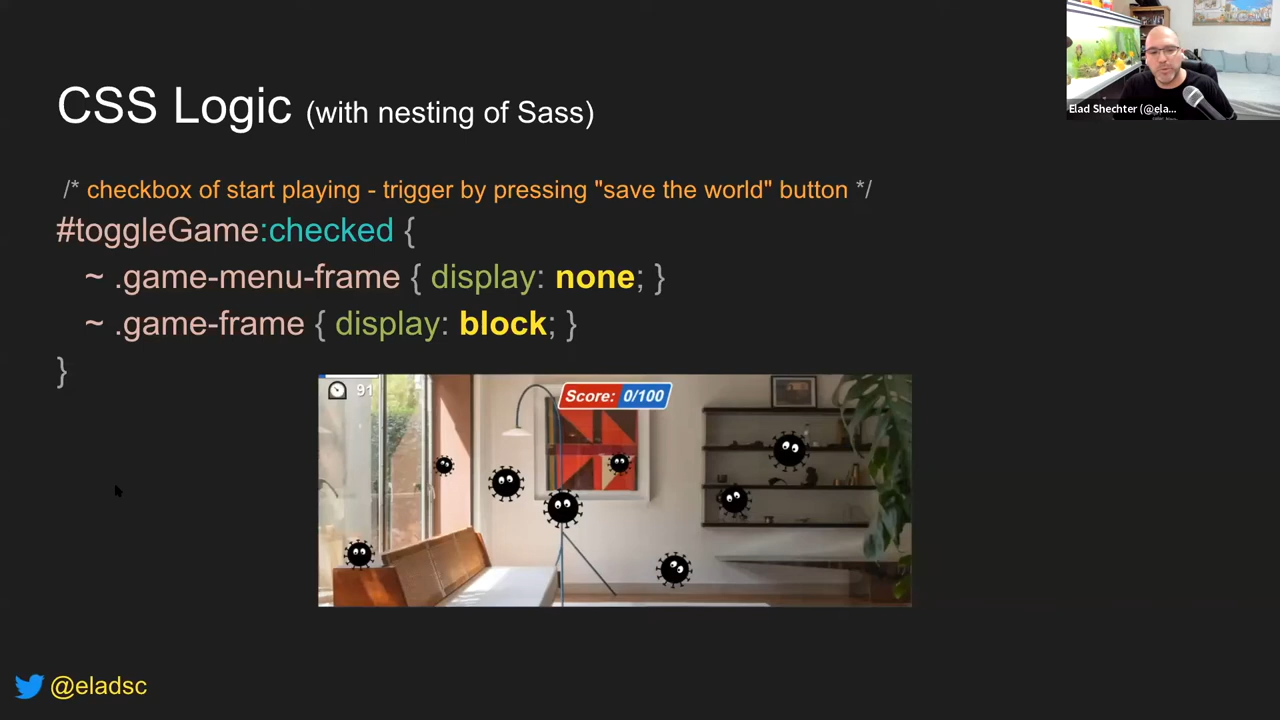 Elad Shechter (@ela...
CSS Logic (with nesting of Sass)
/* checkbox of start playing - trigger by pressing "save the world" button */
#toggleGame:checked {
~ .game-menu-frame { display: none; }
~ .game-frame { display: block; }
}
91
Score: 0/100
@eladsc